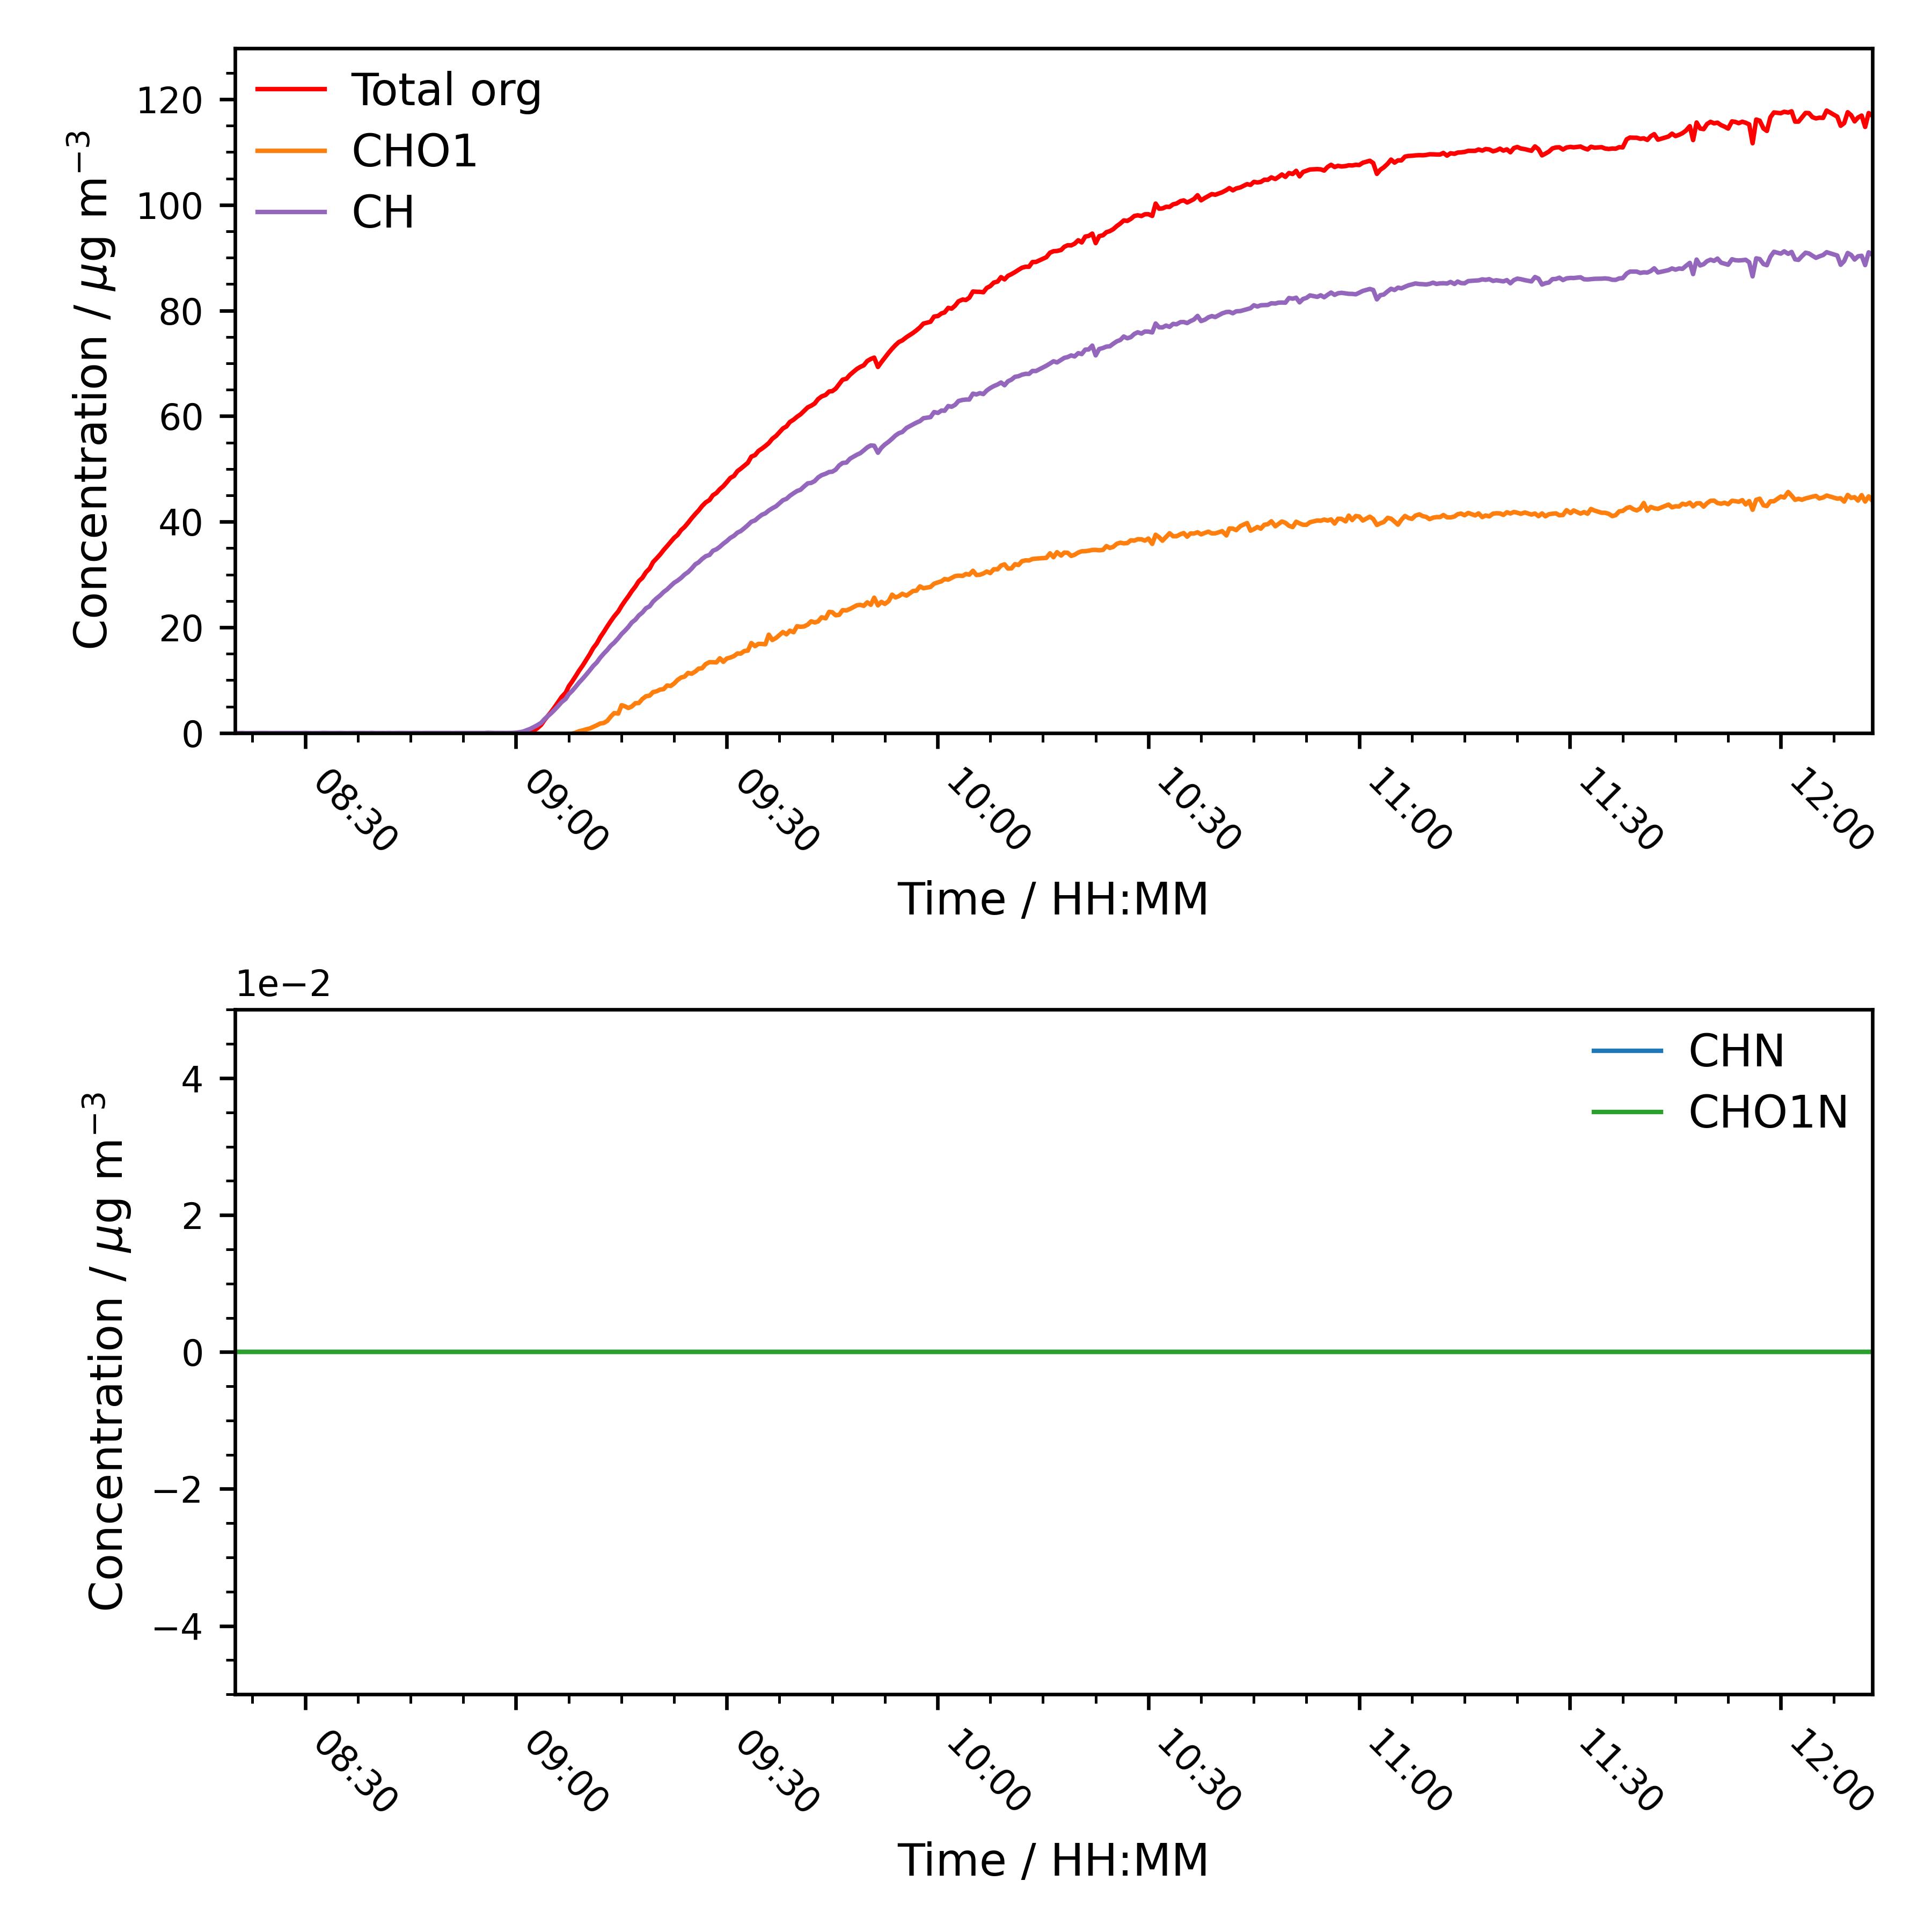 Total org
CHO1
CH
120
100
80
60
40
20
0
Concentration / μg m⁻³
08:30 09:00 09:30 10:00 10:30 11:00 11:30 12:00
Time / HH:MM
1e−2
CHN
CHO1N
4
2
0
−2
−4
Concentration / μg m⁻³
08:30 09:00 09:30 10:00 10:30 11:00 11:30 12:00
Time / HH:MM